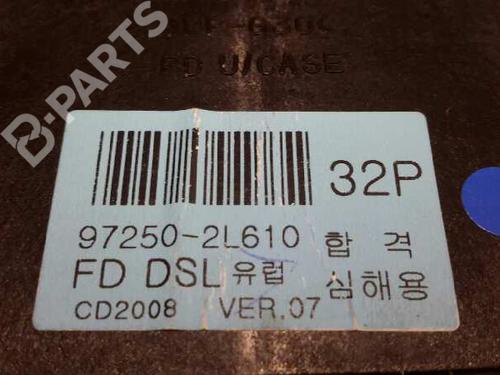 B-PARTS
FD U/CASE
32P
97250-2L610 합 격
FD DSL 유럽 심해용
CD2008 VER.07